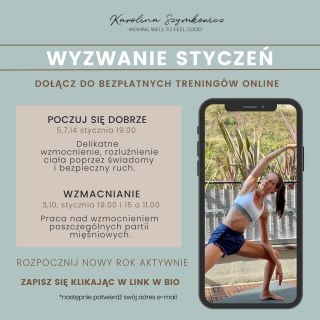 Karolina Szymkowicz
MOVING WELL TO FEEL GOOD
WYZWANIE STYCZEŃ
DOŁĄCZ DO BEZPŁATNYCH TRENINGÓW ONLINE
POCZUJ SIĘ DOBRZE
5,7,14 stycznia 19.00
Delikatne
wzmocnienie, rozluźnienie
ciała poprzez świadomy
i bezpieczny ruch.
WZMACNIANIE
3,10, stycznia 19.00 i 15 o 11.00
Praca nad wzmocnieniem
poszczególnych partii
mięśniowych.
ROZPOCZNIJ NOWY ROK AKTYWNIE
ZAPISZ SIĘ KLIKAJĄC W LINK W BIO
*następnie potwierdź swój adres e-mail